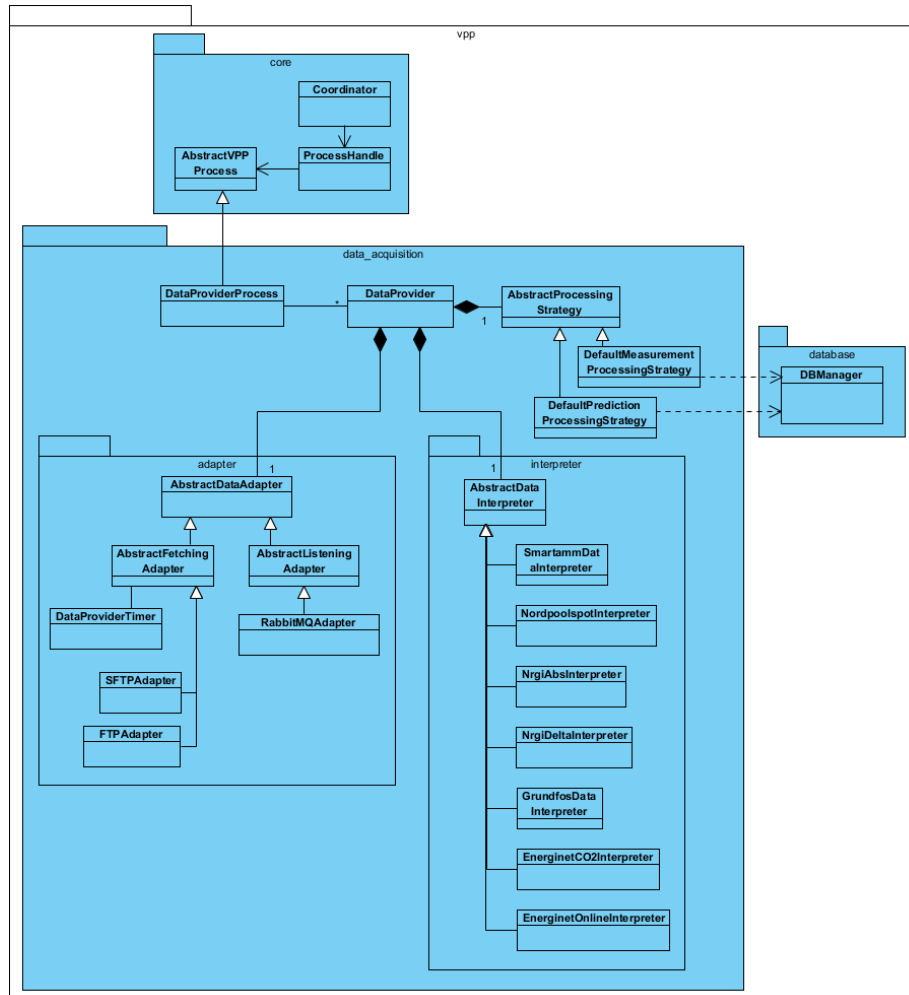 vpp
core
Coordinator
AbstractVPP
Process
ProcessHandle
data_acquisition
DataProviderProcess
*
DataProvider
1
AbstractProcessing
Strategy
DefaultMeasurement
ProcessingStrategy
DefaultPrediction
ProcessingStrategy
database
DBManager
adapter
1
AbstractDataAdapter
AbstractFetching
Adapter
AbstractListening
Adapter
DataProviderTimer
RabbitMQAdapter
SFTPAdapter
FTPAdapter
1
interpreter
AbstractData
Interpreter
SmartammDat
aInterpreter
NordpoolspotInterpreter
NrgiAbsInterpreter
NrgiDeltaInterpreter
GrundfosData
Interpreter
EnerginetCO2Interpreter
EnerginetOnlineInterpreter